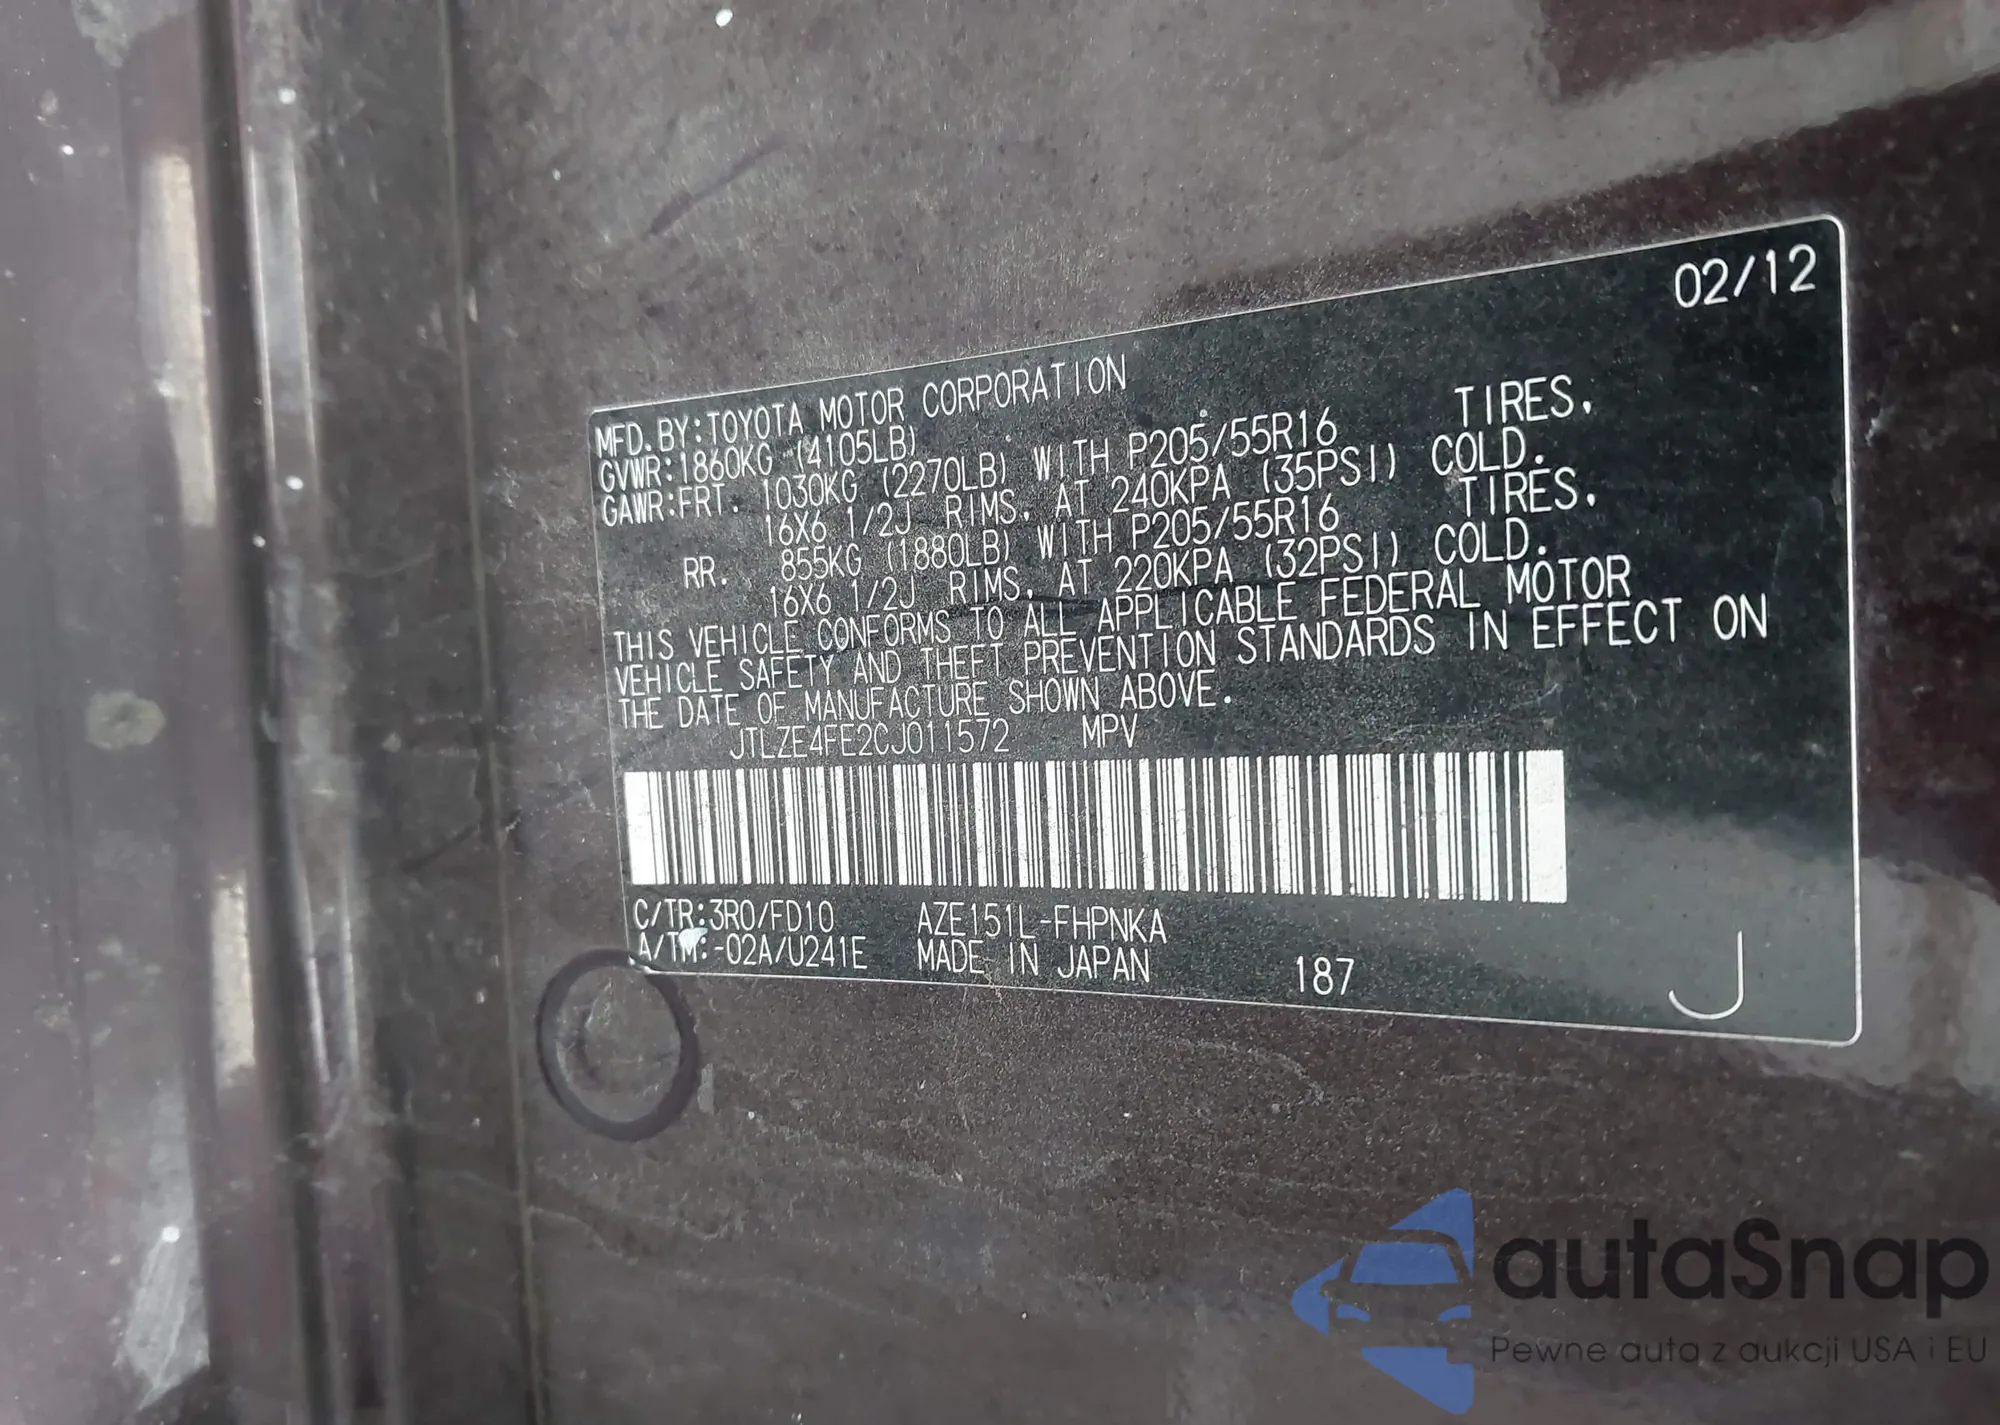 02/12
MFD.BY:TOYOTA MOTOR CORPORATION
GVWR:1860KG (4105LB)
GAWR:FRT. 1030KG (2270LB) WITH P205/55R16 TIRES,
16X6 1/2J RIMS, AT 240KPA (35PSI) COLD.
RR. 855KG (1880LB) WITH P205/55R16 TIRES,
16X6 1/2J RIMS, AT 220KPA (32PSI) COLD.
THIS VEHICLE CONFORMS TO ALL APPLICABLE FEDERAL MOTOR
VEHICLE SAFETY AND THEFT PREVENTION STANDARDS IN EFFECT ON
THE DATE OF MANUFACTURE SHOWN ABOVE.
JTLZE4FE2CJ011572 MPV
C/TR:3R0/FD10 AZE151L-FHPNKA
A/TM:-02A/U241E MADE IN JAPAN 187 J
autaSnap
Pewne auta z aukcji USA i EU